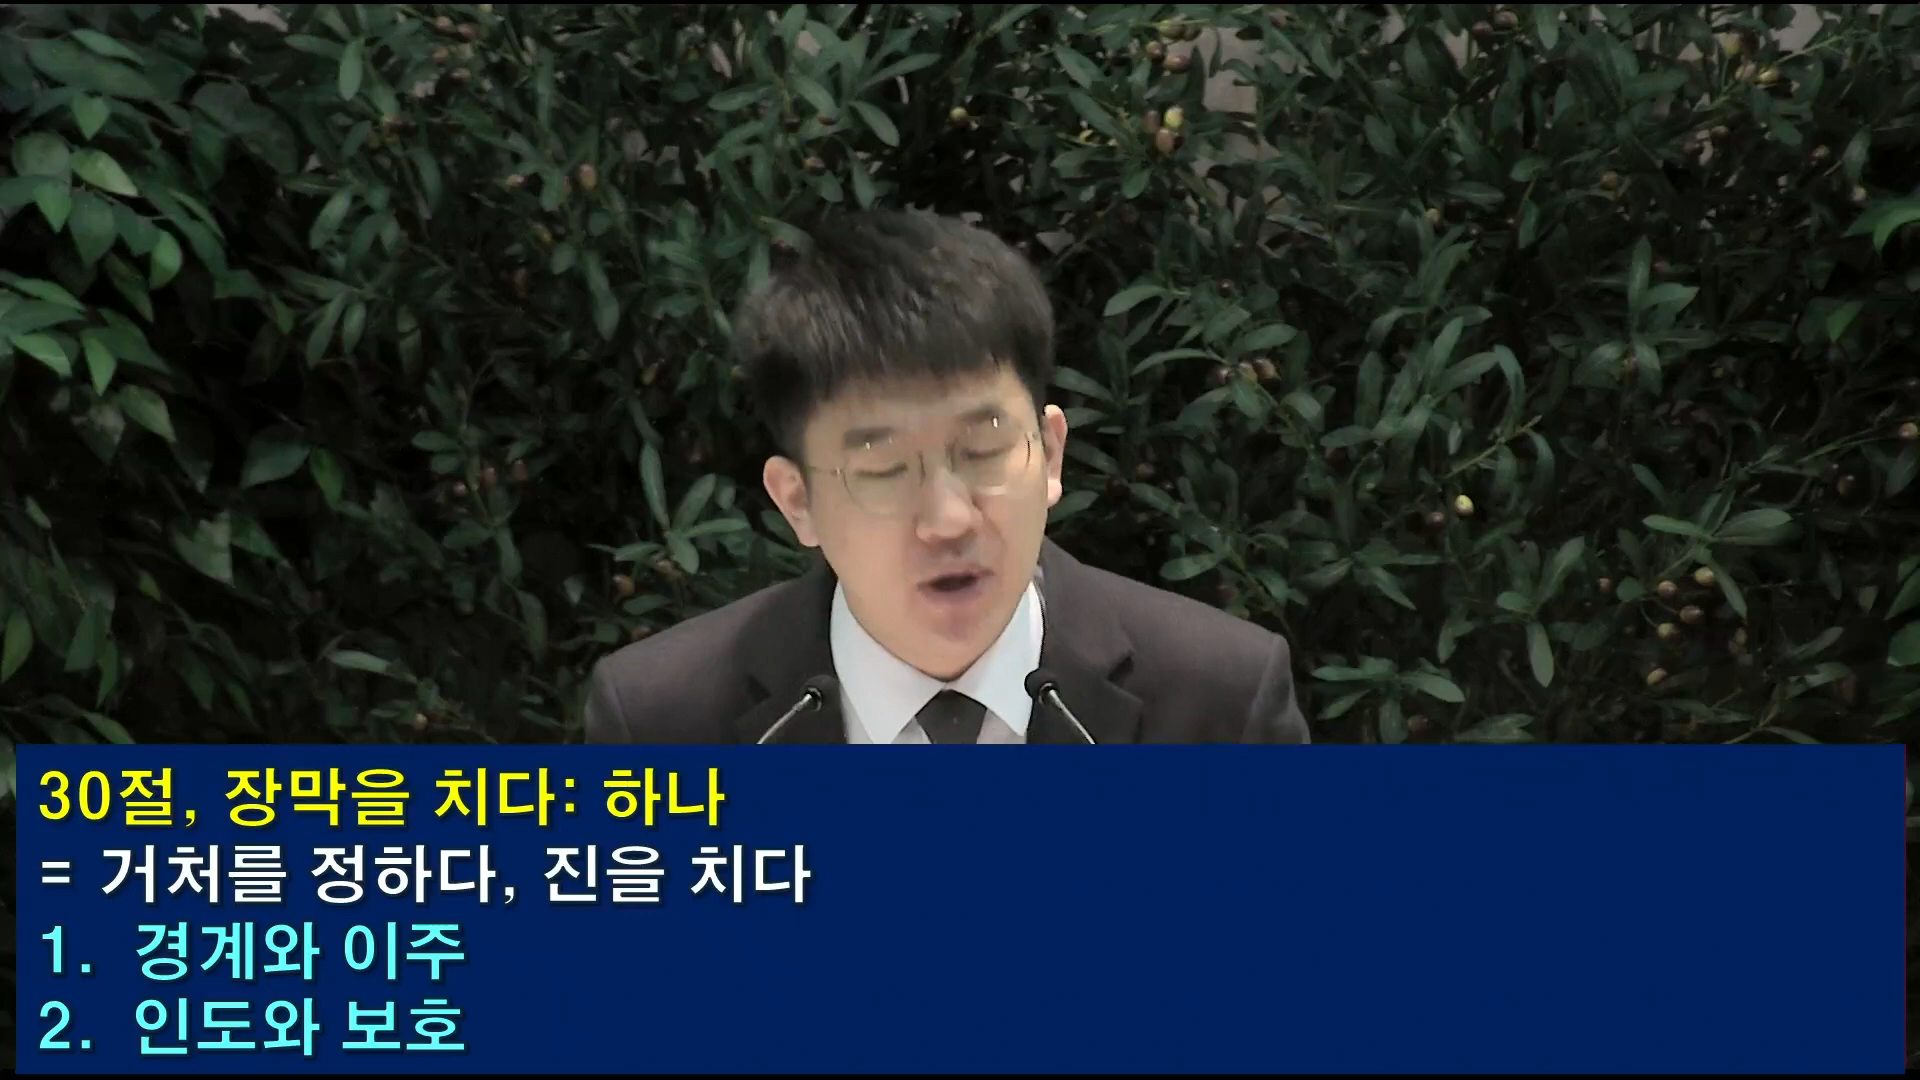 30절, 장막을 치다: 하나
= 거처를 정하다, 진을 치다
1. 경계와 이주
2. 인도와 보호